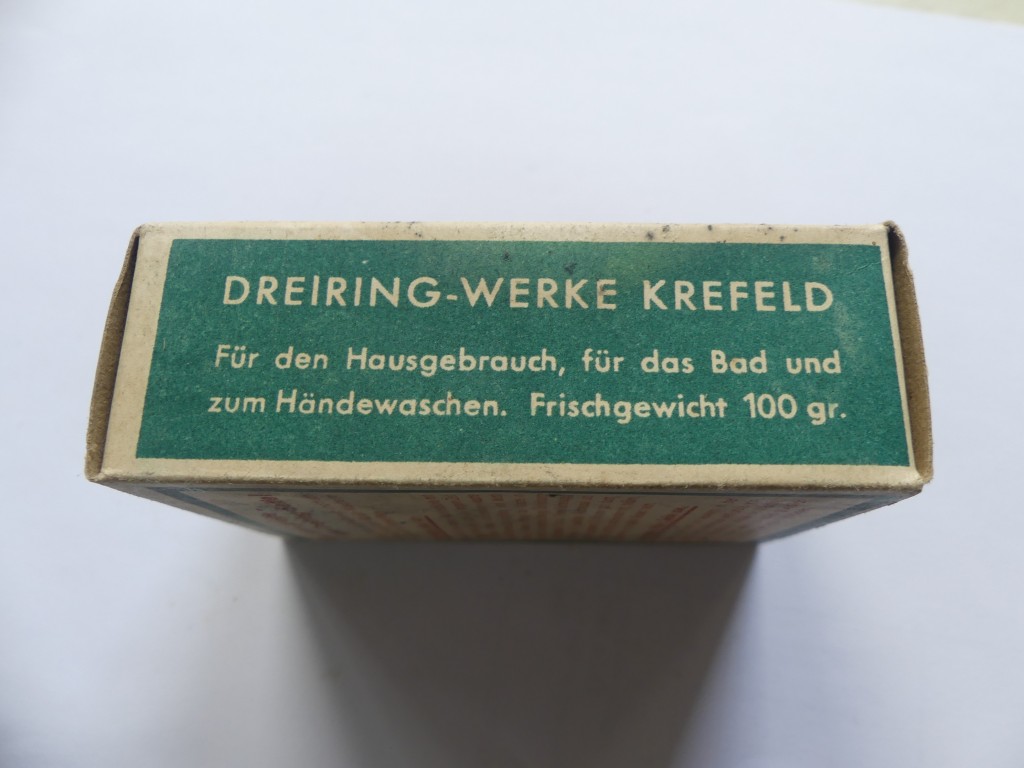 DREIRING-WERKE KREFELD
Für den Hausgebrauch, für das Bad und
zum Händewaschen. Frischgewicht 100 gr.